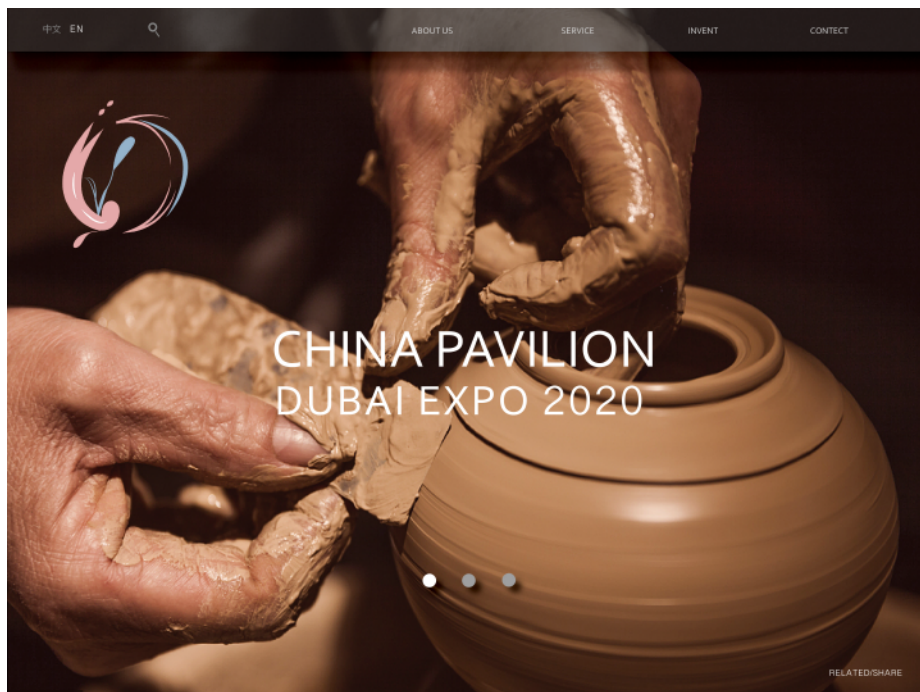 中文 EN
ABOUT US SERVICE INVENT CONTECT
CHINA PAVILION
DUBAI EXPO 2020
RELATED/SHARE